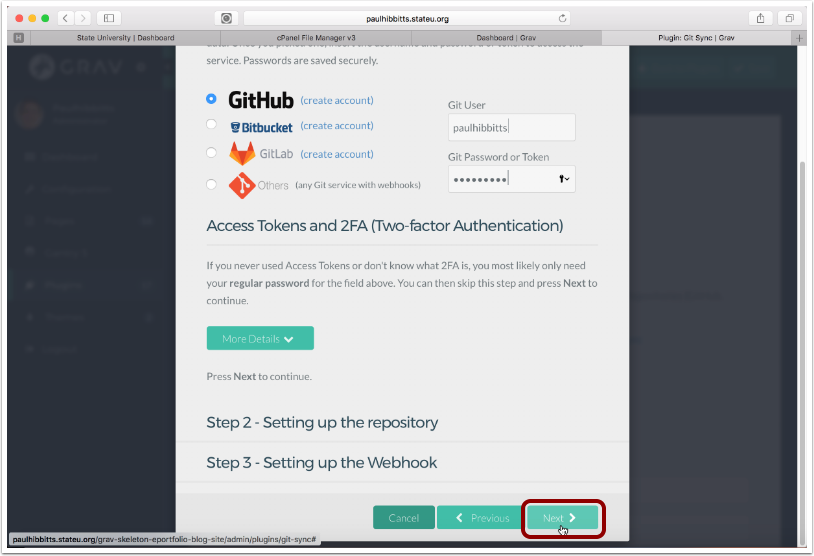 paulhibbitts.stateu.org
H
State University | Dashboard
cPanel File Manager v3
Dashboard | Grav
Plugin: Git Sync | Grav
GRAV
service. Passwords are saved securely.
GitHub (create account)
Bitbucket (create account)
GitLab (create account)
Others (any Git service with webhooks)
Git User
paulhibbitts
Git Password or Token
Access Tokens and 2FA (Two-factor Authentication)
If you never used Access Tokens or don't know what 2FA is, you most likely only need
your regular password for the field above. You can then skip this step and press Next to
continue.
More Details
Press Next to continue.
Step 2 - Setting up the repository
Step 3 - Setting up the Webhook
Cancel
Previous
Next
paulhibbitts.stateu.org/grav-skeleton-eportfolio-blog-site/admin/plugins/git-sync#